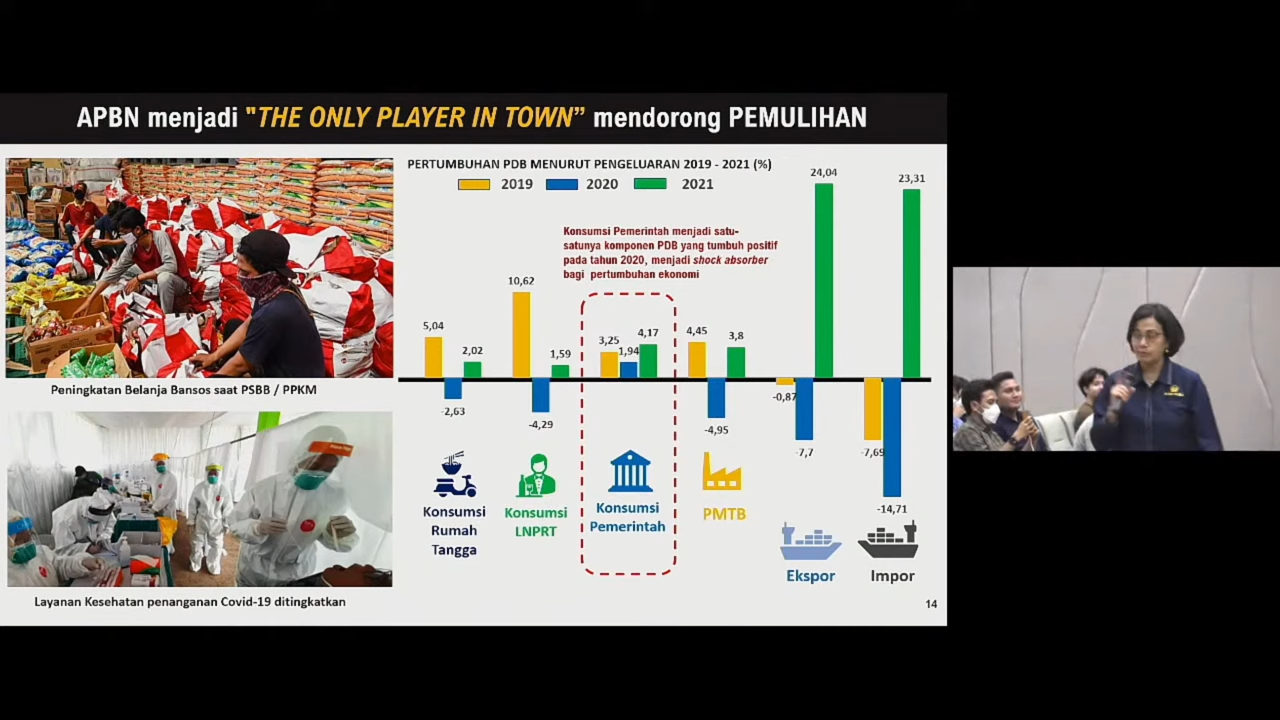 APBN menjadi "THE ONLY PLAYER IN TOWN" mendorong PEMULIHAN
Peningkatan Belanja Bansos saat PSBB / PPKM
Layanan Kesehatan penanganan Covid-19 ditingkatkan
PERTUMBUHAN PDB MENURUT PENGELUARAN 2019 - 2021 (%)
2019 2020 2021
Konsumsi Pemerintah menjadi satu-
satunya komponen PDB yang tumbuh positif
pada tahun 2020, menjadi shock absorber
bagi pertumbuhan ekonomi
5,04
-2,63
2,02
10,62
-4,29
1,59
3,25
1,94
4,17
4,45
-4,95
3,8
-0,87
-7,7
24,04
-7,69
-14,71
23,31
Konsumsi
Rumah
Tangga
Konsumsi
LNPRT
Konsumsi
Pemerintah
PMTB
Ekspor
Impor
14